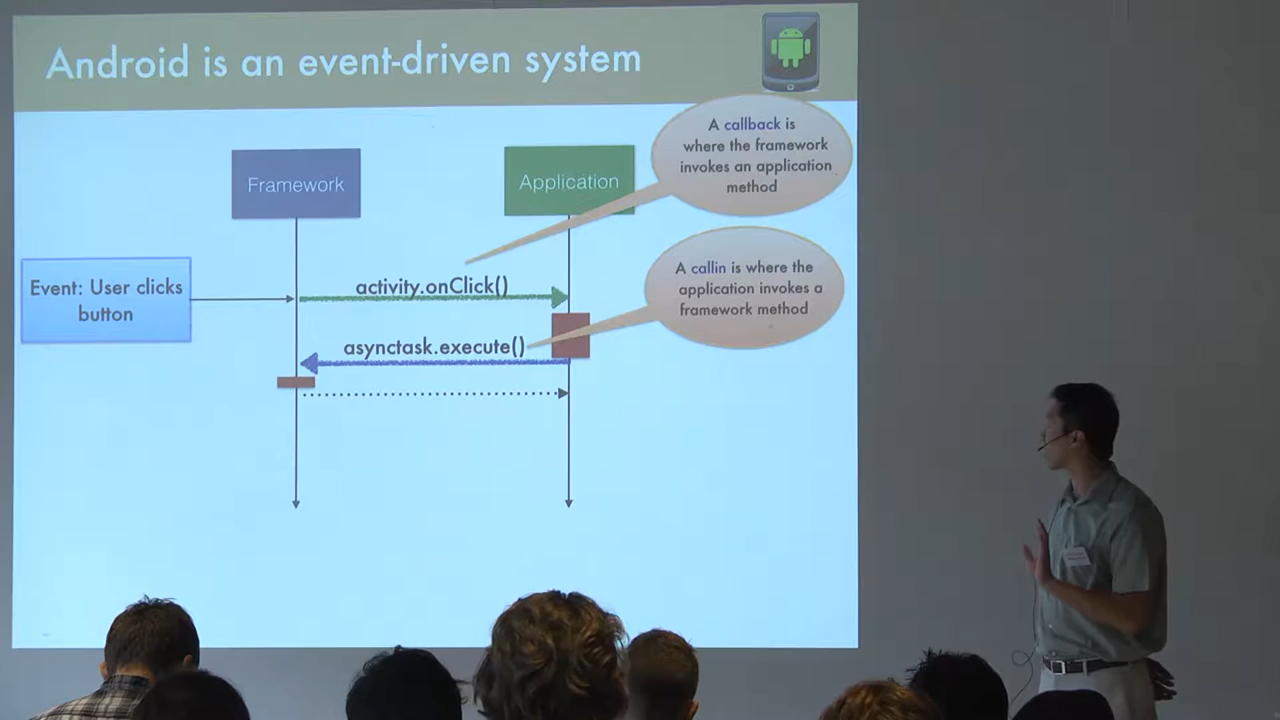 Android is an event-driven system
A callback is
where the framework
invokes an application
method
Framework
Application
A callin is where the
application invokes a
framework method
Event: User clicks
button
activity.onClick()
asynctask.execute()